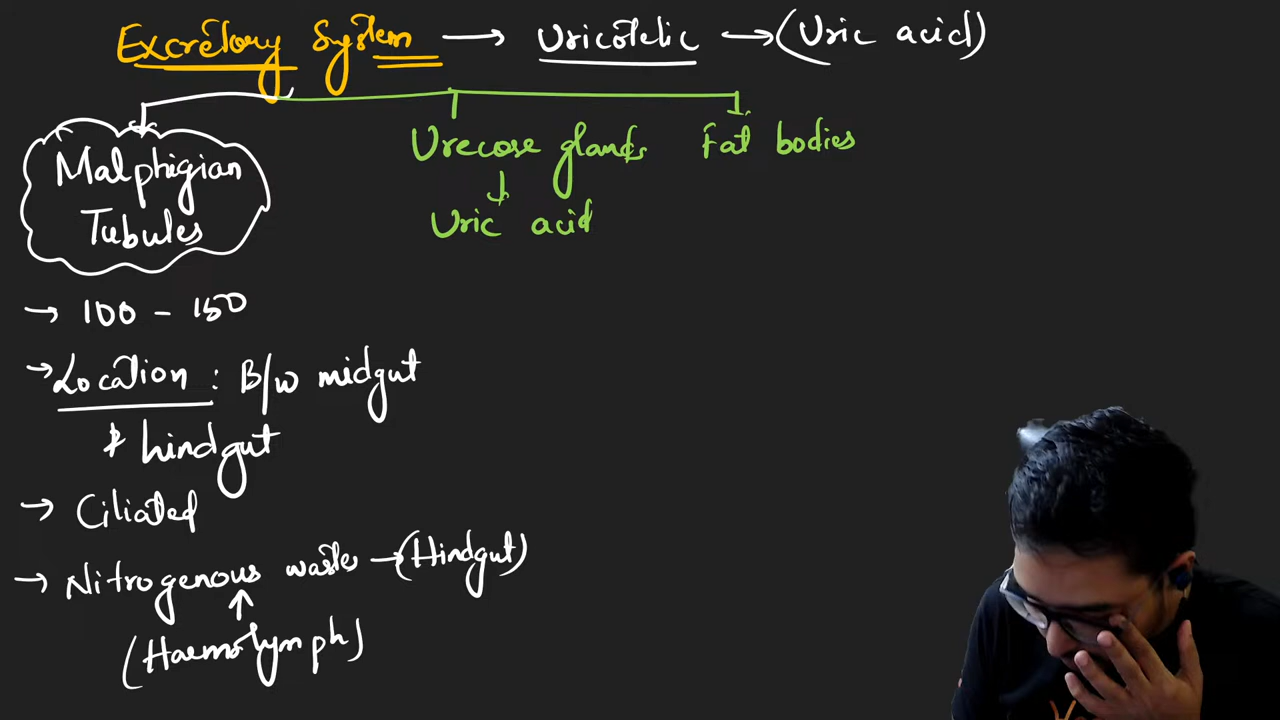 Excretory System → Uricotelic → (Uric acid)
Malphigian
Tubules
Urecose glands
↓
Uric acid
Fat bodies
→ 100 - 150
→ Location : B/w midgut
& hindgut
→ Ciliated
→ Nitrogenous waste → (Hindgut)
↑
(Haemolymph)